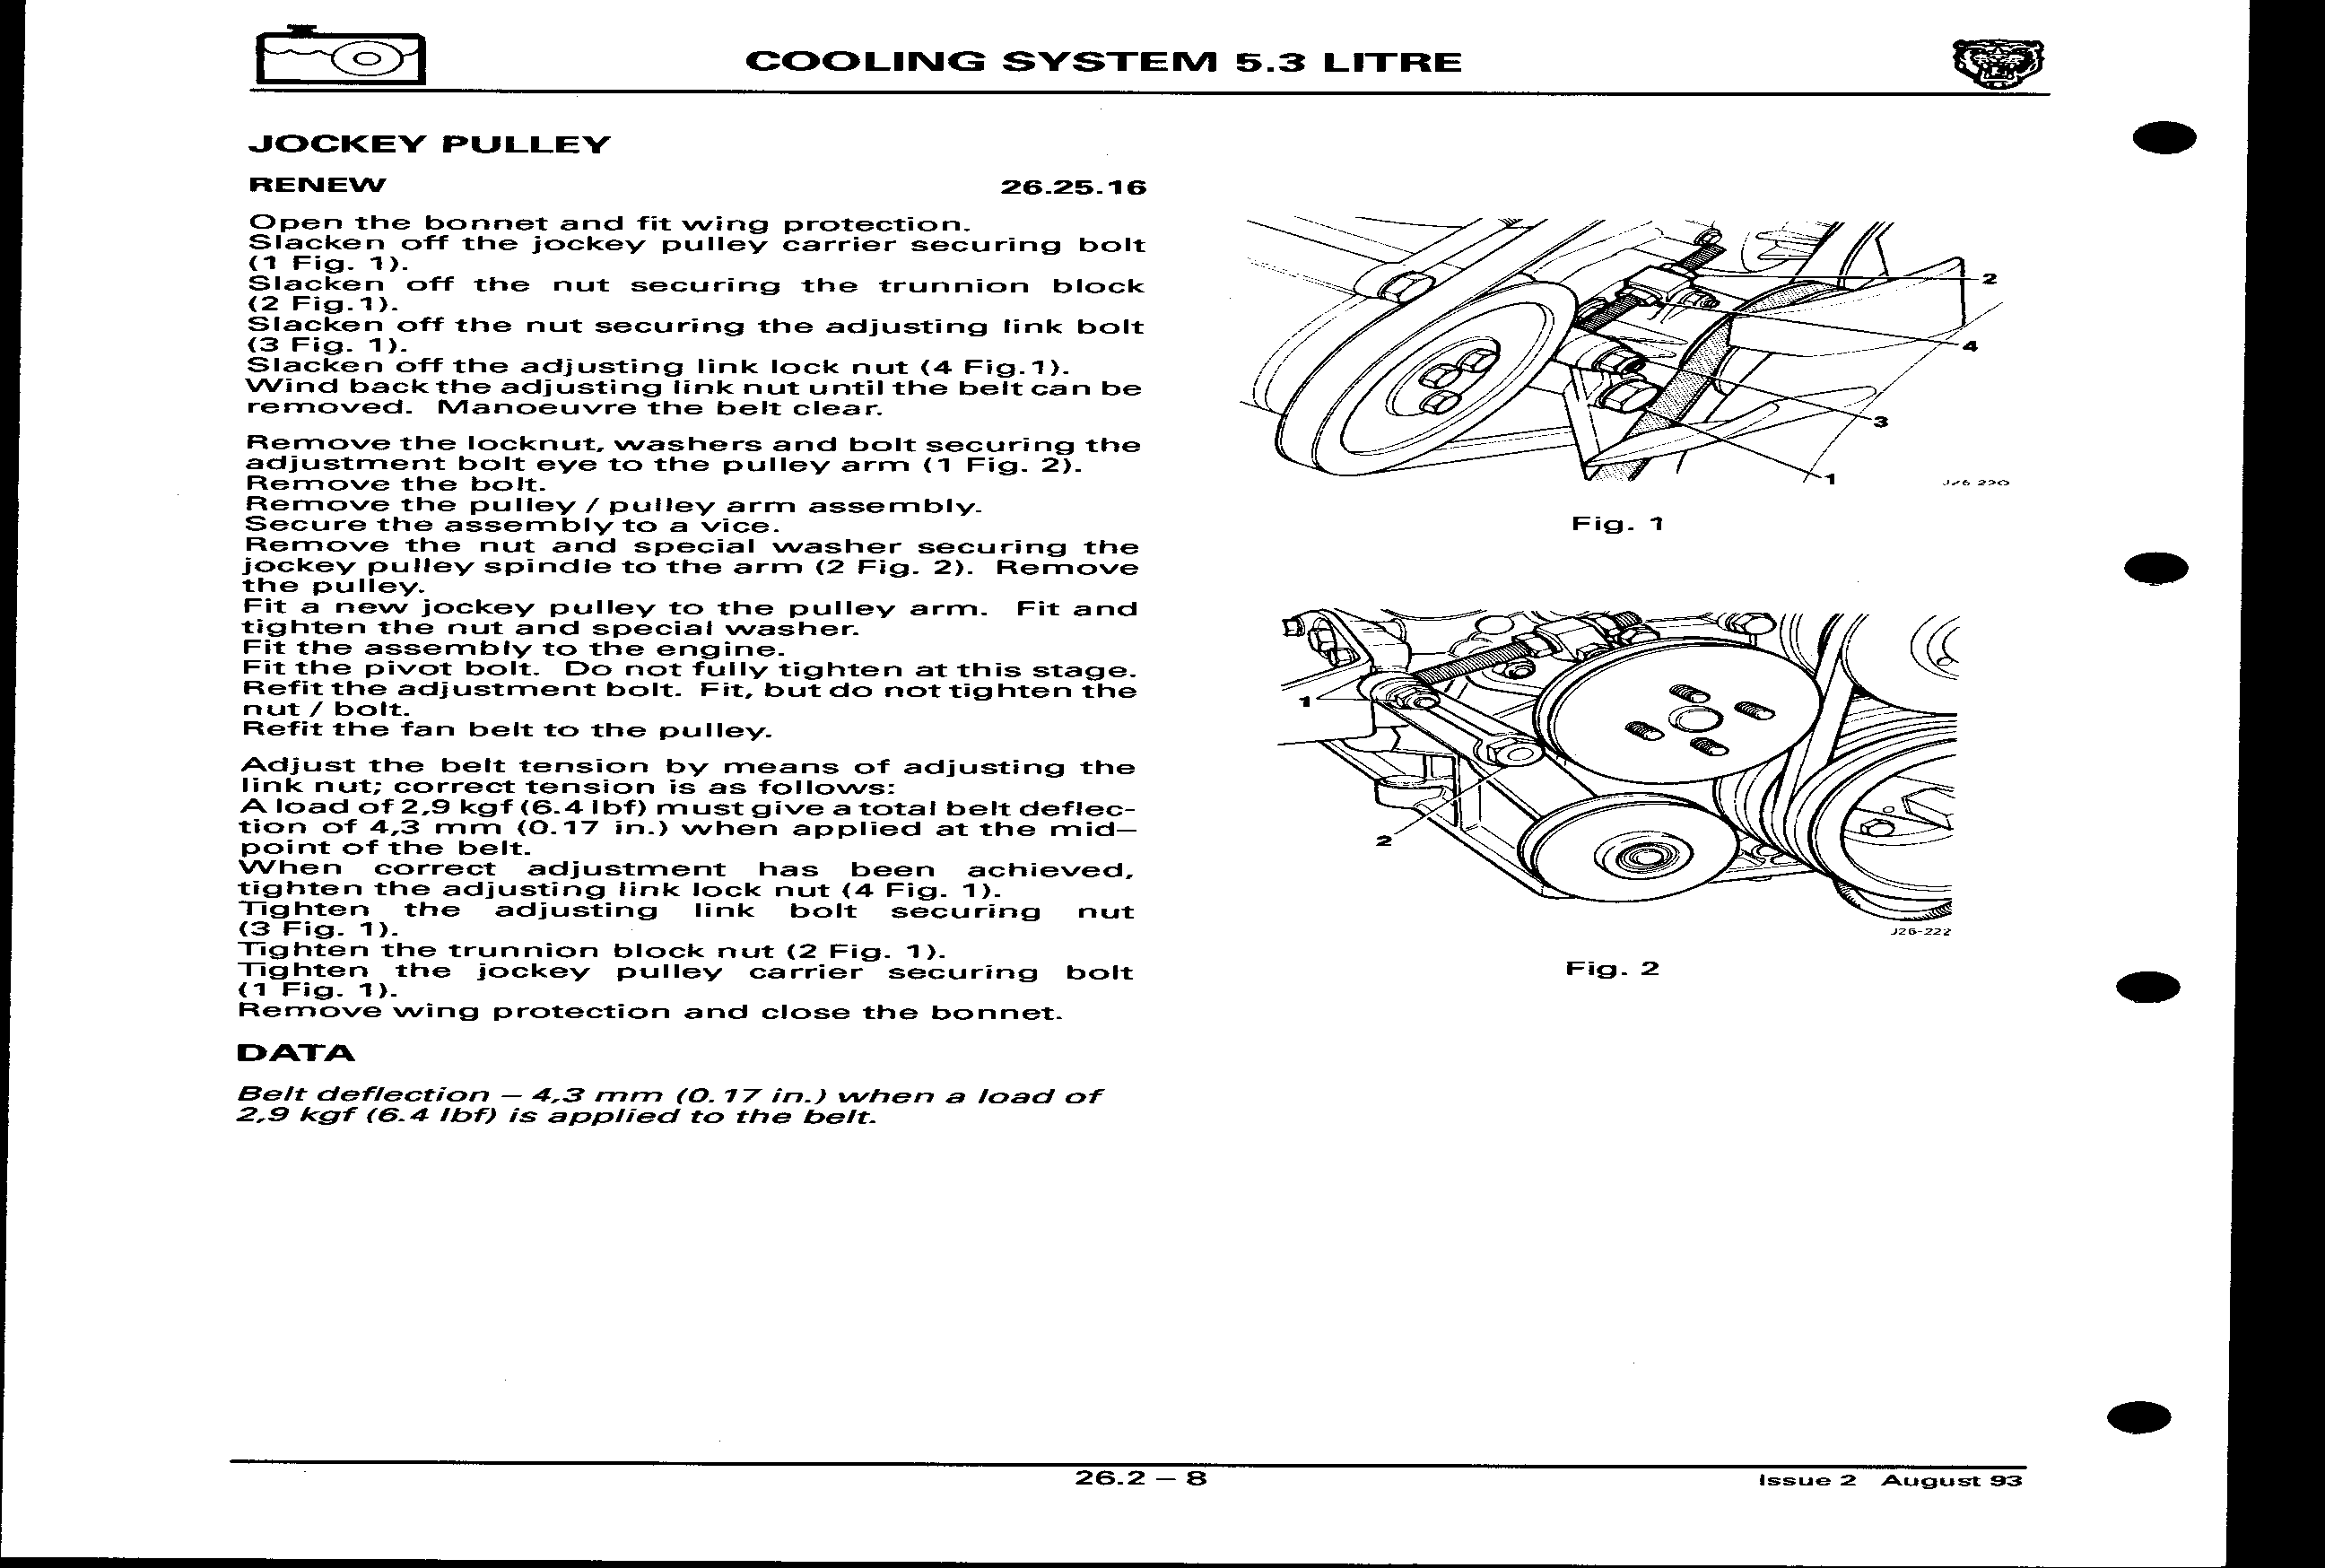 COOLING SYSTEM 5.3 LITRE
JOCKEY PULLEY
RENEW 26.25.16
Open the bonnet and fit wing protection.
Slacken off the jockey pulley carrier securing bolt
(1 Fig. 1).
Slacken off the nut securing the trunnion block
(2 Fig.1).
Slacken off the nut securing the adjusting link bolt
(3 Fig. 1).
Slacken off the adjusting link lock nut (4 Fig.1).
Wind back the adjusting link nut until the belt can be
removed. Manoeuvre the belt clear.
Remove the locknut, washers and bolt securing the
adjustment bolt eye to the pulley arm (1 Fig. 2).
Remove the bolt.
Remove the pulley / pulley arm assembly.
Secure the assembly to a vice.
Remove the nut and special washer securing the
jockey pulley spindle to the arm (2 Fig. 2). Remove
the pulley.
Fit a new jockey pulley to the pulley arm. Fit and
tighten the nut and special washer.
Fit the assembly to the engine.
Fit the pivot bolt. Do not fully tighten at this stage.
Refit the adjustment bolt. Fit, but do not tighten the
nut / bolt.
Refit the fan belt to the pulley.
Adjust the belt tension by means of adjusting the
link nut; correct tension is as follows:
A load of 2,9 kgf (6.4 lbf) must give a total belt deflec-
tion of 4,3 mm (0.17 in.) when applied at the mid–
point of the belt.
When correct adjustment has been achieved,
tighten the adjusting link lock nut (4 Fig. 1).
Tighten the adjusting link bolt securing nut
(3 Fig. 1).
Tighten the trunnion block nut (2 Fig. 1).
Tighten the jockey pulley carrier securing bolt
(1 Fig. 1).
Remove wing protection and close the bonnet.
DATA
Belt deflection – 4,3 mm (0.17 in.) when a load of
2,9 kgf (6.4 lbf) is applied to the belt.
2
4
3
1
Fig. 1
1
2
J26-222
Fig. 2
26.2 – 8
Issue 2 August 93